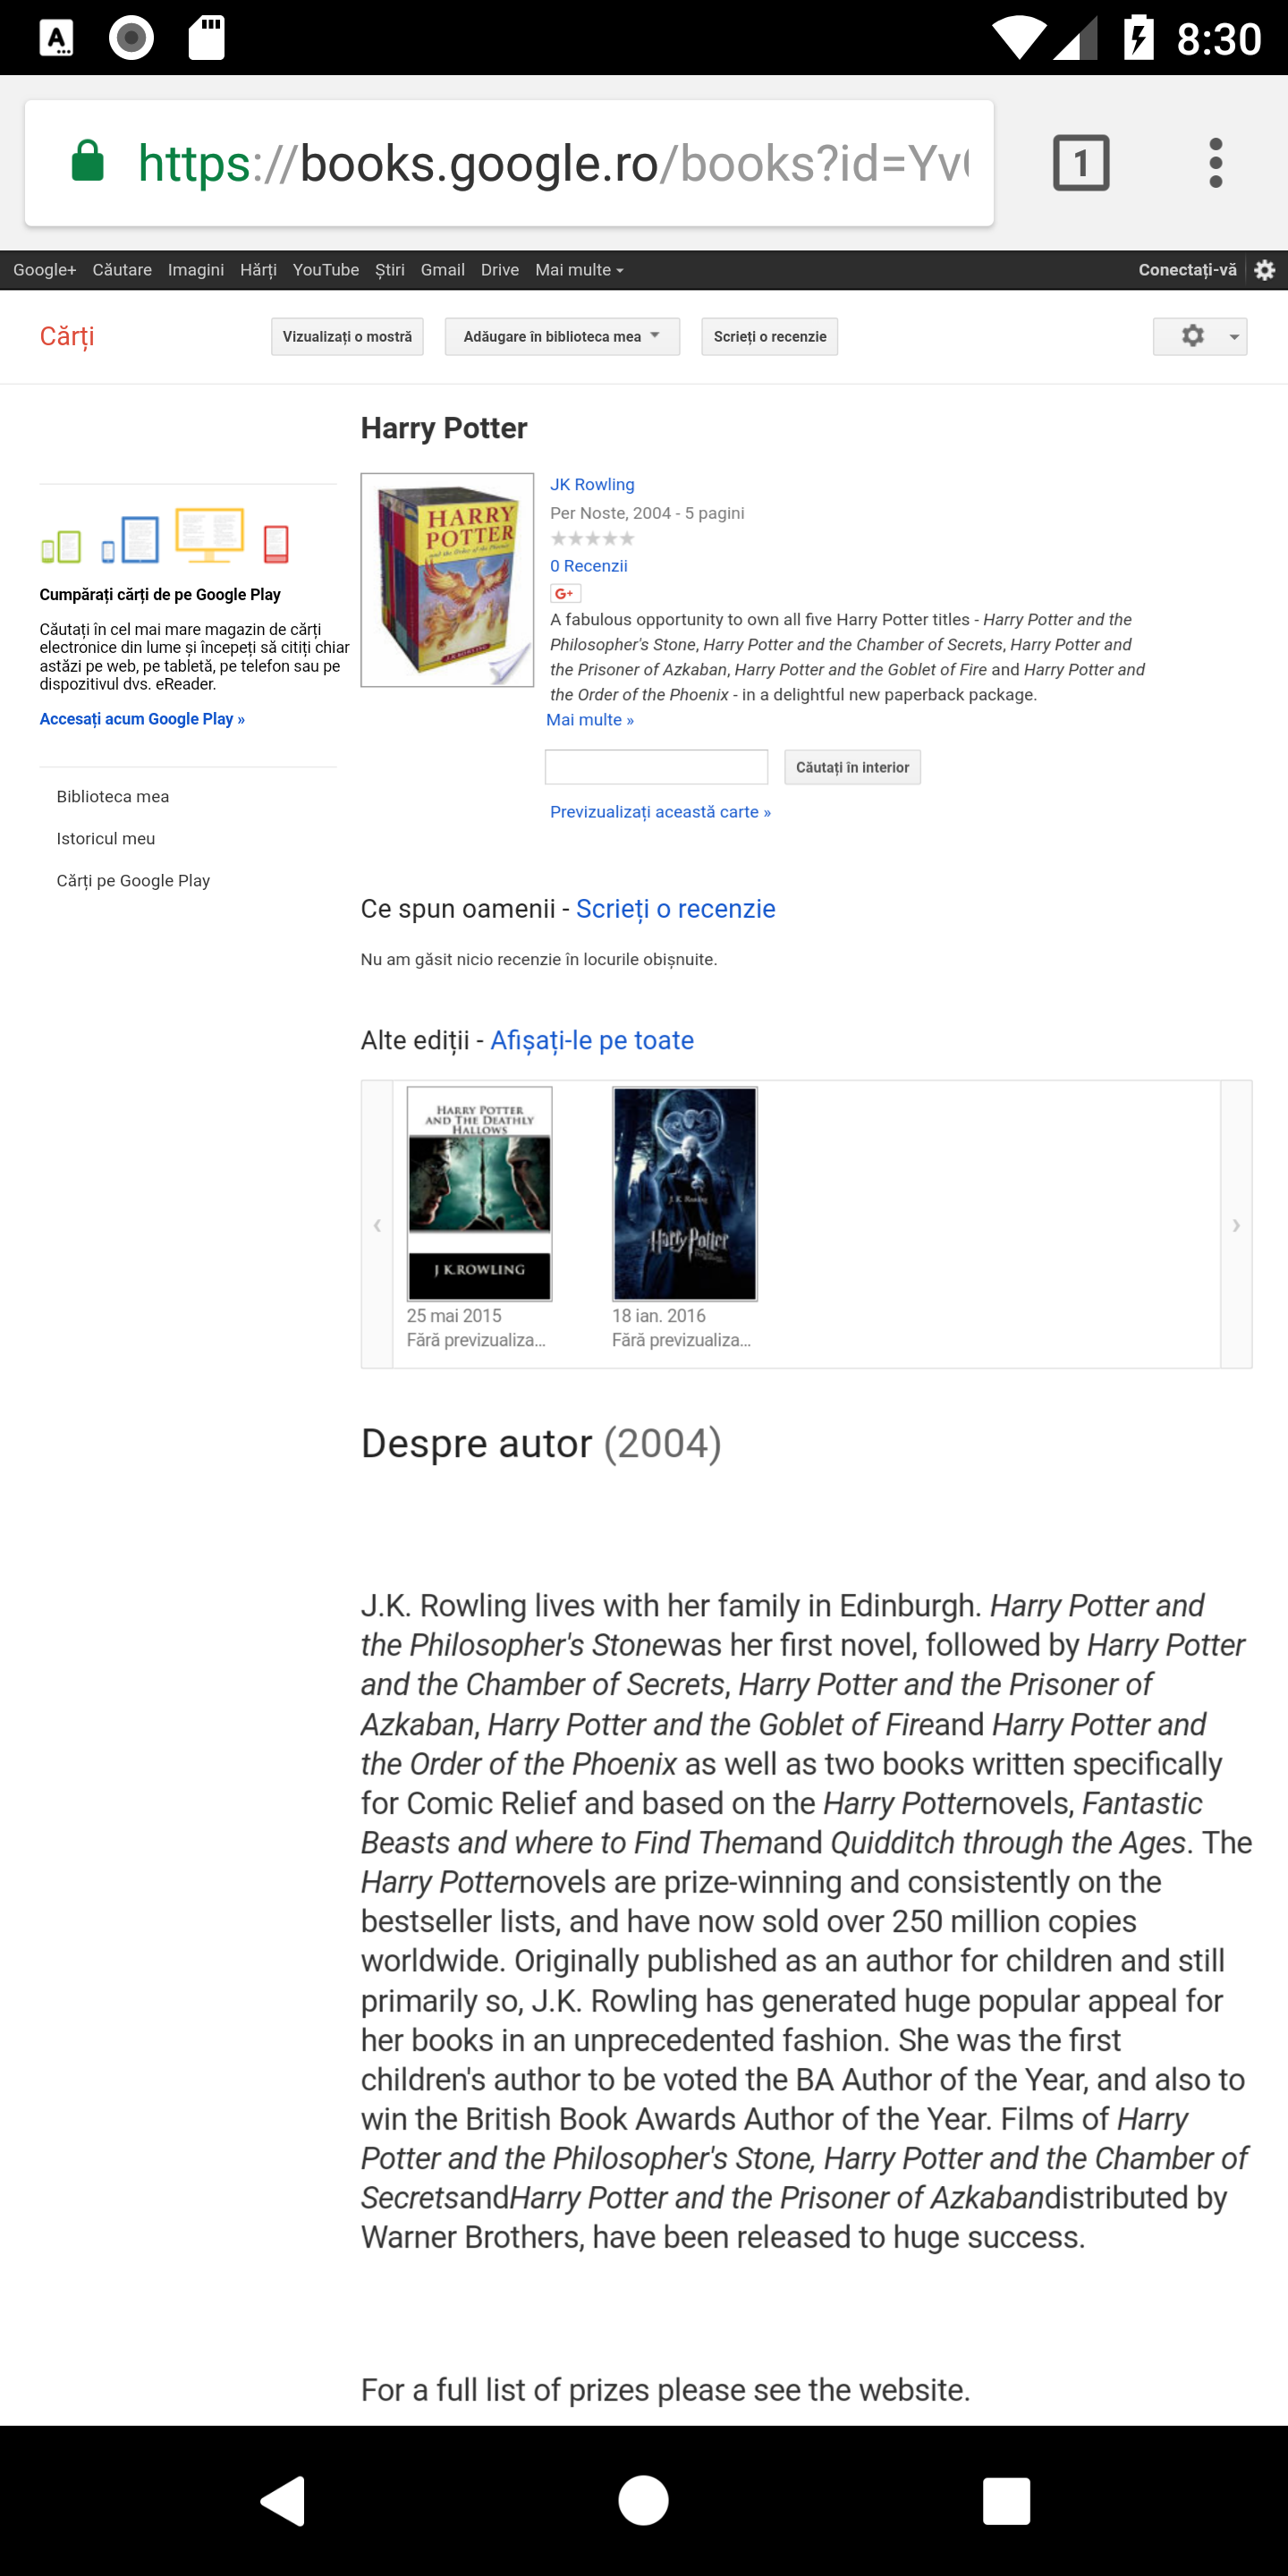 8:30
https://books.google.ro/books?id=Yv
1
Google+ Căutare Imagini Hărți YouTube Știri Gmail Drive Mai multe Conectați-vă
Cărți
Vizualizați o mostră
Adăugare în biblioteca mea
Scrieți o recenzie
Harry Potter
HARRY
POTTER
and the Order of the Phoenix
J.K. ROWLING
JK Rowling
Per Noste, 2004 - 5 pagini
0 Recenzii
G+
A fabulous opportunity to own all five Harry Potter titles - Harry Potter and the
Philosopher's Stone, Harry Potter and the Chamber of Secrets, Harry Potter and
the Prisoner of Azkaban, Harry Potter and the Goblet of Fire and Harry Potter and
the Order of the Phoenix - in a delightful new paperback package.
Mai multe »
Căutați în interior
Previzualizați această carte »
Cumpărați cărți de pe Google Play
Căutați în cel mai mare magazin de cărți
electronice din lume și începeți să citiți chiar
astăzi pe web, pe tabletă, pe telefon sau pe
dispozitivul dvs. eReader.
Accesați acum Google Play »
Biblioteca mea
Istoricul meu
Cărți pe Google Play
Ce spun oamenii - Scrieți o recenzie
Nu am găsit nicio recenzie în locurile obișnuite.
Alte ediții - Afișați-le pe toate
HARRY POTTER
AND THE DEATHLY
HALLOWS
J K.ROWLING
25 mai 2015
Fără previzualiza...
J.K. Rowling
Harry Potter
18 ian. 2016
Fără previzualiza...
Despre autor (2004)
J.K. Rowling lives with her family in Edinburgh. Harry Potter and
the Philosopher's Stonewas her first novel, followed by Harry Potter
and the Chamber of Secrets, Harry Potter and the Prisoner of
Azkaban, Harry Potter and the Goblet of Fireand Harry Potter and
the Order of the Phoenix as well as two books written specifically
for Comic Relief and based on the Harry Potternovels, Fantastic
Beasts and where to Find Themand Quidditch through the Ages. The
Harry Potternovels are prize-winning and consistently on the
bestseller lists, and have now sold over 250 million copies
worldwide. Originally published as an author for children and still
primarily so, J.K. Rowling has generated huge popular appeal for
her books in an unprecedented fashion. She was the first
children's author to be voted the BA Author of the Year, and also to
win the British Book Awards Author of the Year. Films of Harry
Potter and the Philosopher's Stone, Harry Potter and the Chamber of
SecretsandHarry Potter and the Prisoner of Azkabandistributed by
Warner Brothers, have been released to huge success.
For a full list of prizes please see the website.